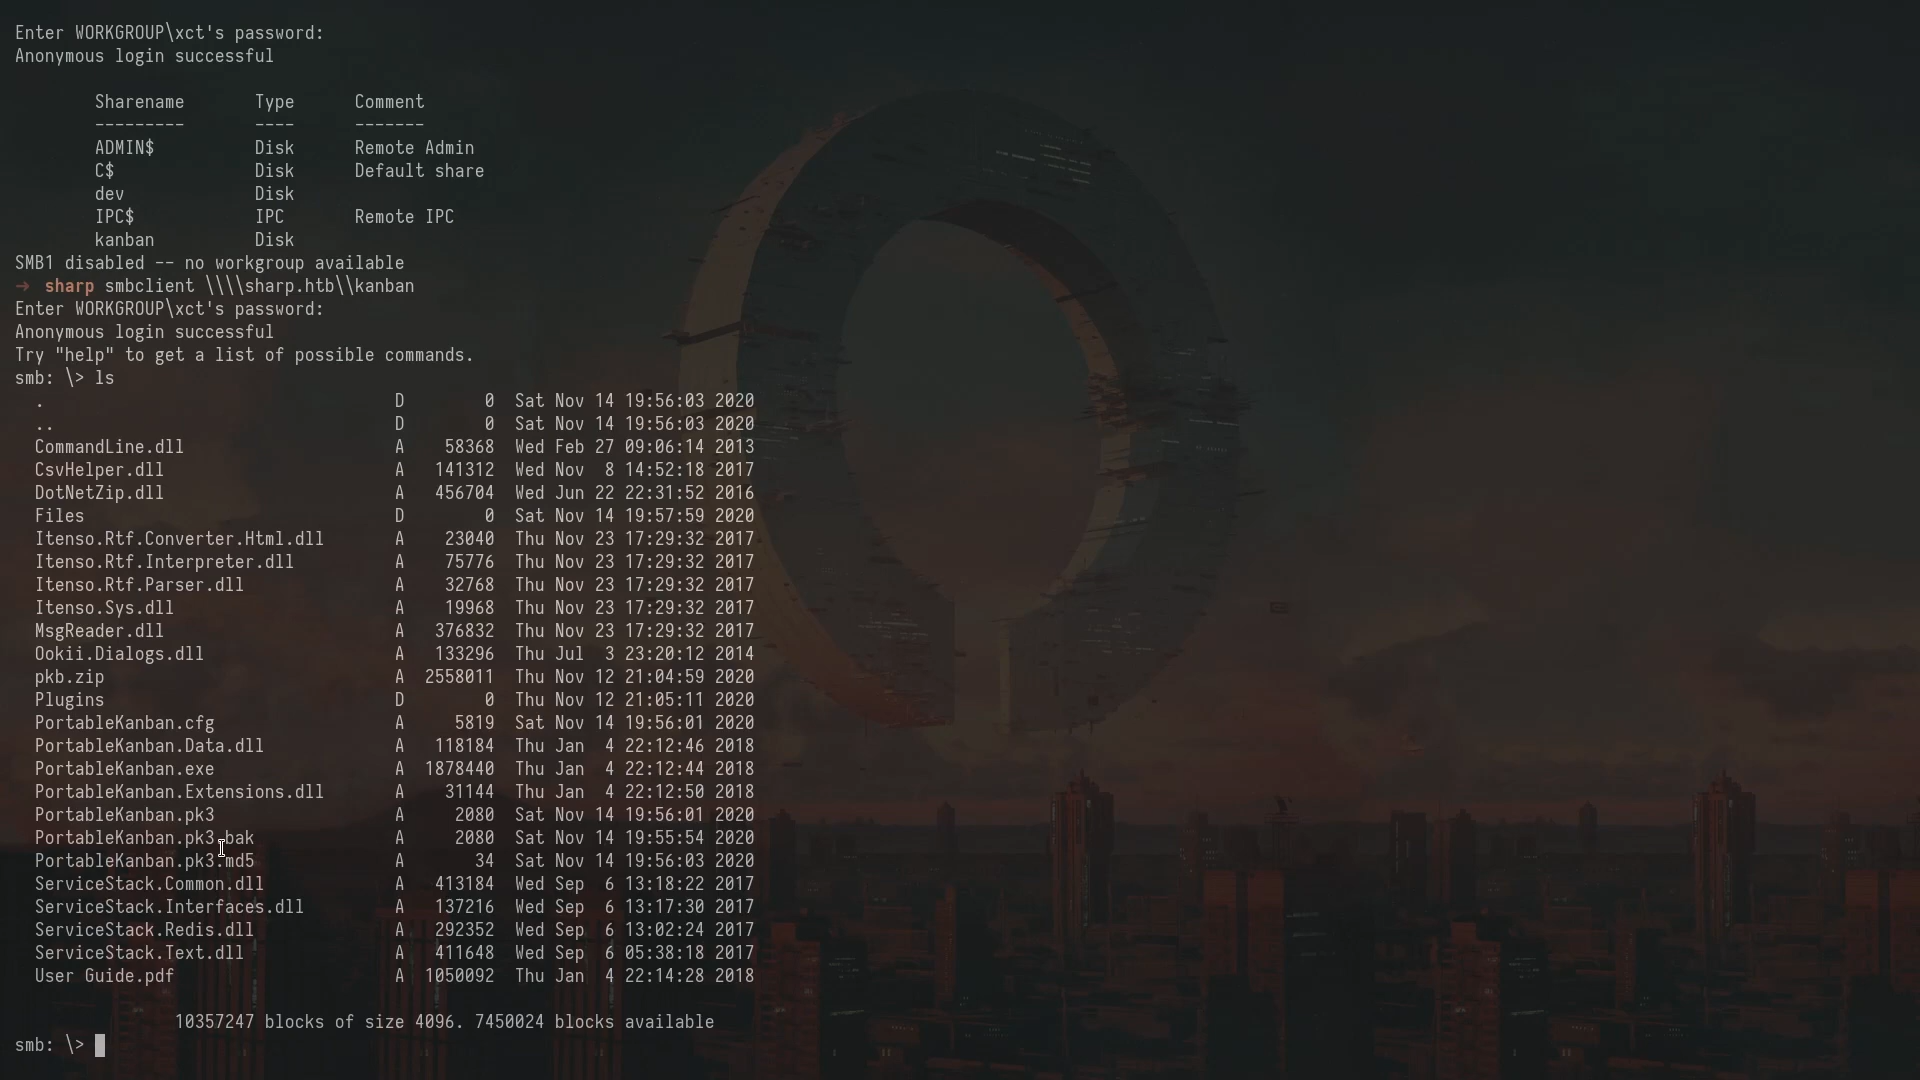 Enter WORKGROUP\xct's password:
Anonymous login successful
Sharename Type Comment
--------- ---- -------
ADMIN$ Disk Remote Admin
C$ Disk Default share
dev Disk
IPC$ IPC Remote IPC
kanban Disk
SMB1 disabled -- no workgroup available
➜ sharp smbclient \\\\sharp.htb\\kanban
Enter WORKGROUP\xct's password:
Anonymous login successful
Try "help" to get a list of possible commands.
smb: \> ls
. D 0 Sat Nov 14 19:56:03 2020
.. D 0 Sat Nov 14 19:56:03 2020
CommandLine.dll A 58368 Wed Feb 27 09:06:14 2013
CsvHelper.dll A 141312 Wed Nov 8 14:52:18 2017
DotNetZip.dll A 456704 Wed Jun 22 22:31:52 2016
Files D 0 Sat Nov 14 19:57:59 2020
Itenso.Rtf.Converter.Html.dll A 23040 Thu Nov 23 17:29:32 2017
Itenso.Rtf.Interpreter.dll A 75776 Thu Nov 23 17:29:32 2017
Itenso.Rtf.Parser.dll A 32768 Thu Nov 23 17:29:32 2017
Itenso.Sys.dll A 19968 Thu Nov 23 17:29:32 2017
MsgReader.dll A 376832 Thu Nov 23 17:29:32 2017
Ookii.Dialogs.dll A 133296 Thu Jul 3 23:20:12 2014
pkb.zip A 2558011 Thu Nov 12 21:04:59 2020
Plugins D 0 Thu Nov 12 21:05:11 2020
PortableKanban.cfg A 5819 Sat Nov 14 19:56:01 2020
PortableKanban.Data.dll A 118184 Thu Jan 4 22:12:46 2018
PortableKanban.exe A 1878440 Thu Jan 4 22:12:44 2018
PortableKanban.Extensions.dll A 31144 Thu Jan 4 22:12:50 2018
PortableKanban.pk3 A 2080 Sat Nov 14 19:56:01 2020
PortableKanban.pk3.bak A 2080 Sat Nov 14 19:55:54 2020
PortableKanban.pk3.md5 A 34 Sat Nov 14 19:56:03 2020
ServiceStack.Common.dll A 413184 Wed Sep 6 13:18:22 2017
ServiceStack.Interfaces.dll A 137216 Wed Sep 6 13:17:30 2017
ServiceStack.Redis.dll A 292352 Wed Sep 6 13:02:24 2017
ServiceStack.Text.dll A 411648 Wed Sep 6 05:38:18 2017
User Guide.pdf A 1050092 Thu Jan 4 22:14:28 2018
10357247 blocks of size 4096. 7450024 blocks available
smb: \>